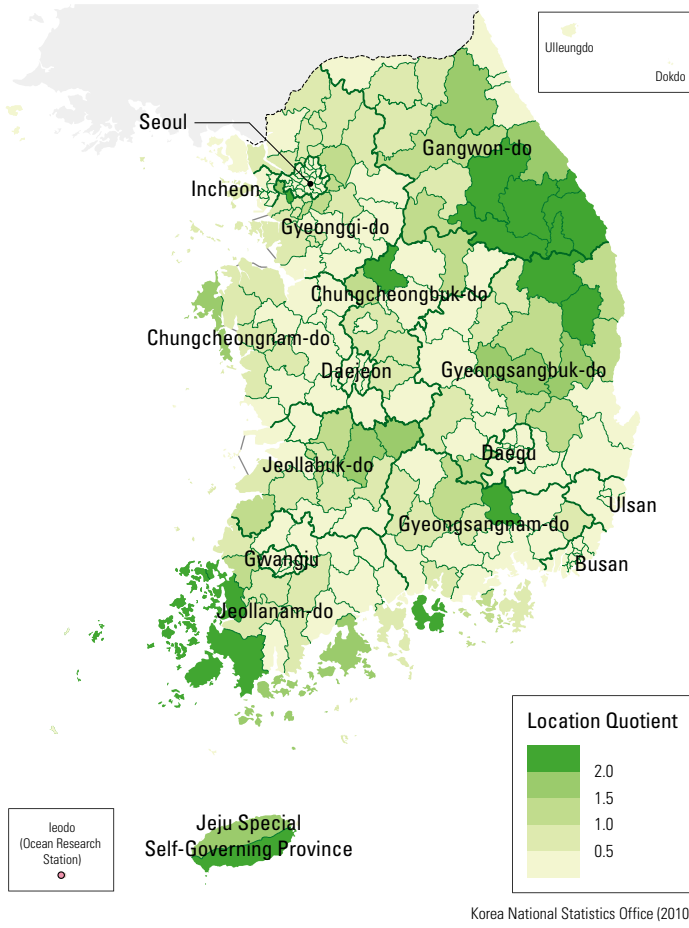 Ulleungdo
Dokdo
Seoul
Gangwon-do
Incheon
Gyeonggi-do
Chungcheongbuk-do
Chungcheongnam-do
Daejeon
Gyeongsangbuk-do
Daegu
Jeollabuk-do
Ulsan
Gyeongsangnam-do
Busan
Gwangju
Jeollanam-do
Location Quotient
2.0
1.5
1.0
0.5
Jeju Special
Self-Governing Province
Ieodo
(Ocean Research
Station)
Korea National Statistics Office (2010